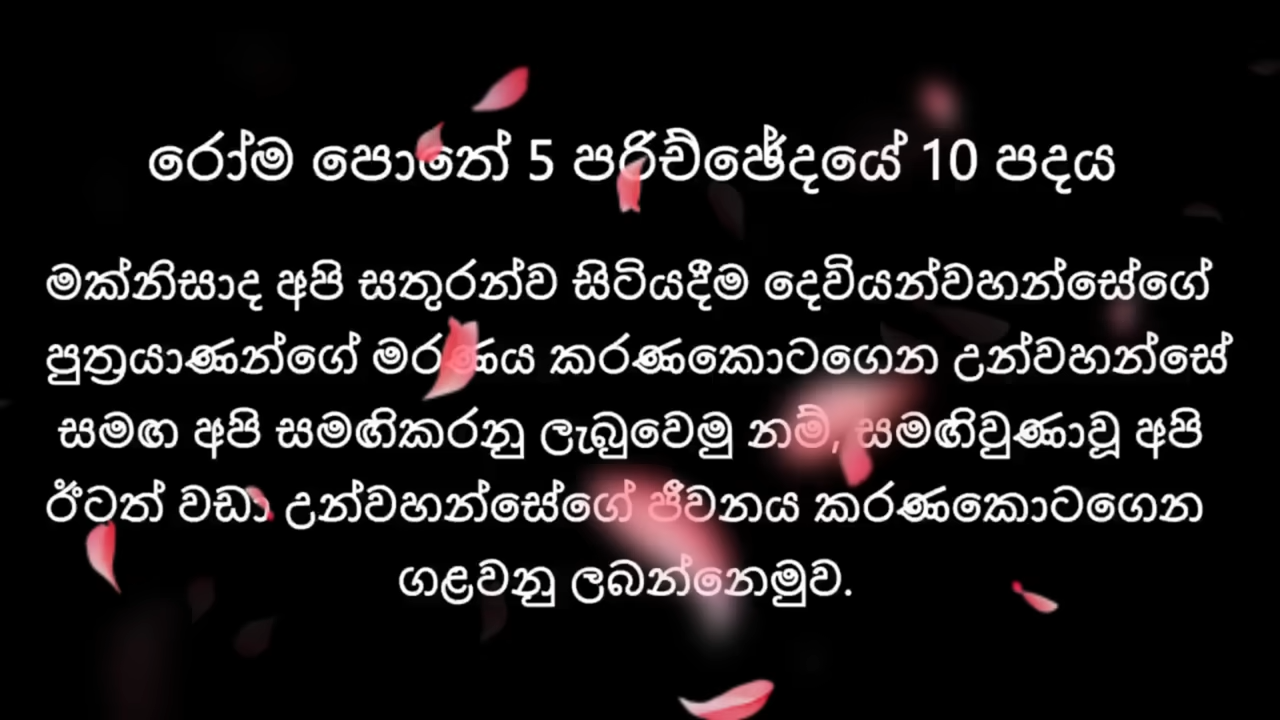 රෝම පොතේ 5 පරිච්ඡේදයේ 10 පදය
මක්නිසාද අපි සතුරන්ව සිටියදීම දෙවියන්වහන්සේගේ
පුත්‍රයාණන්ගේ මරණය කරණකොටගෙන උන්වහන්සේ
සමඟ අපි සමඟිකරනු ලැබුවෙමු නම්, සමඟිවුණාවූ අපි
ඊටත් වඩා උන්වහන්සේගේ ජීවනය කරණකොටගෙන
ගළවනු ලබන්නෙමුව.